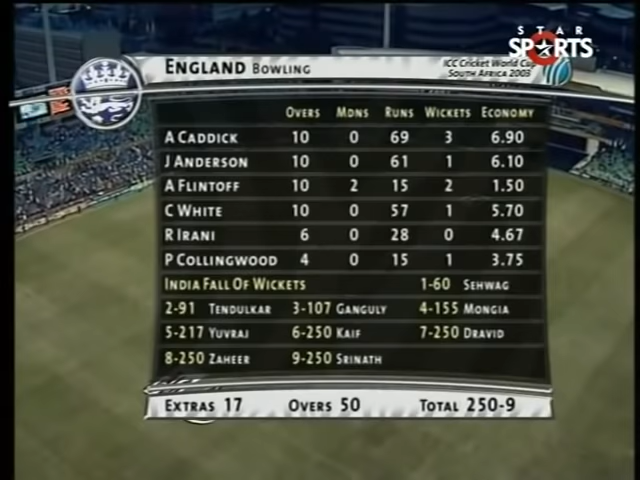 STAR
SPORTS
ENGLAND BOWLING
ICC CRICKET WORLD CUP
SOUTH AFRICA 2003
OVERS MDNS RUNS WICKETS ECONOMY
A CADDICK 10 0 69 3 6.90
J ANDERSON 10 0 61 1 6.10
A FLINTOFF 10 2 15 2 1.50
C WHITE 10 0 57 1 5.70
R IRANI 6 0 28 0 4.67
P COLLINGWOOD 4 0 15 1 3.75
INDIA FALL OF WICKETS 1-60 SEHWAG
2-91 TENDULKAR 3-107 GANGULY 4-155 MONGIA
5-217 YUVRAJ 6-250 KAIF 7-250 DRAVID
8-250 ZAHEER 9-250 SRINATH
EXTRAS 17 OVERS 50 TOTAL 250-9